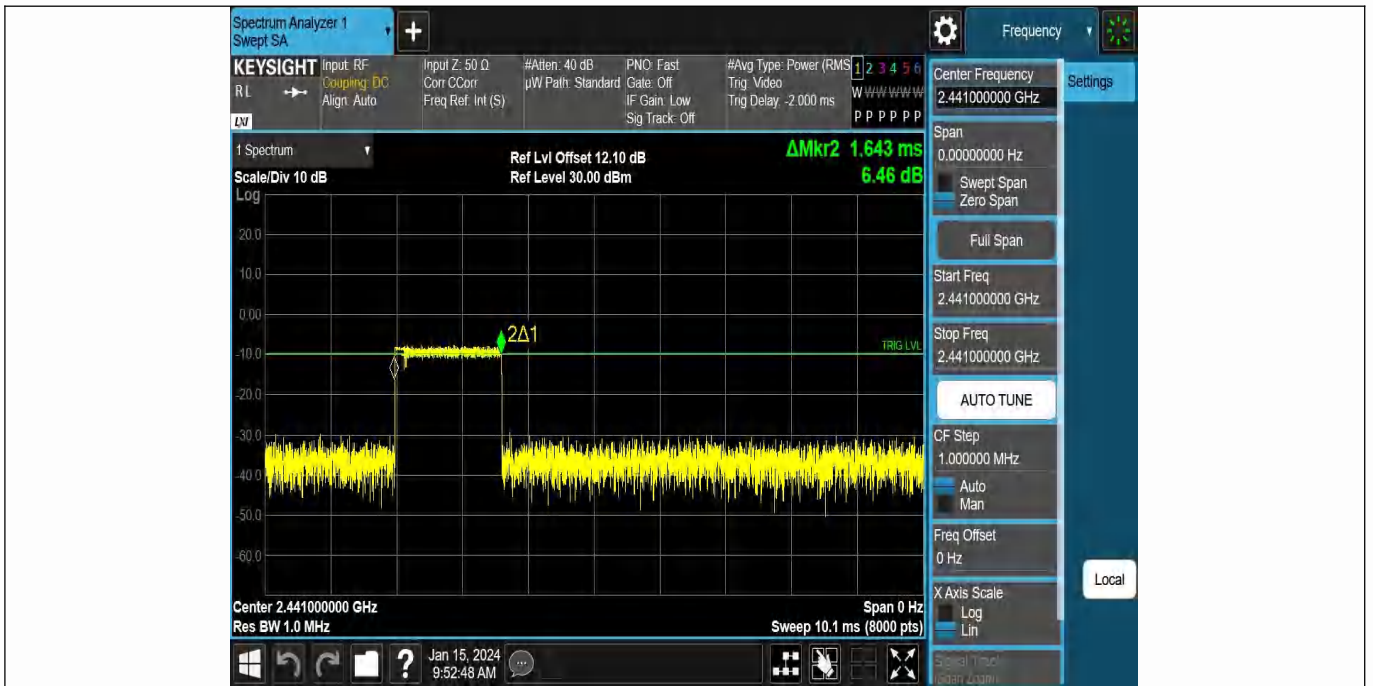 Spectrum Analyzer 1
Swept SA
+
Frequency
KEYSIGHT
RL
LXI
Input: RF
Coupling: DC
Align: Auto
Input Z: 50 Ω
Corr CCorr
Freq Ref: Int (S)
#Atten: 40 dB
µW Path: Standard
PNO: Fast
Gate: Off
IF Gain: Low
Sig Track: Off
#Avg Type: Power (RMS
Trig: Video
Trig Delay: -2.000 ms
1 2 3 4 5 6
W W W W W W
P P P P P P
1 Spectrum
Scale/Div 10 dB
Log
Ref Lvl Offset 12.10 dB
Ref Level 30.00 dBm
ΔMkr2 1.643 ms
6.46 dB
20.0
10.0
0.00
-10.0
-20.0
-30.0
-40.0
-50.0
-60.0
2Δ1
TRIG LVL
Center 2.441000000 GHz
Res BW 1.0 MHz
Span 0 Hz
Sweep 10.1 ms (8000 pts)
Center Frequency
2.441000000 GHz
Settings
Span
0.00000000 Hz
Swept Span
Zero Span
Full Span
Start Freq
2.441000000 GHz
Stop Freq
2.441000000 GHz
AUTO TUNE
CF Step
1.000000 MHz
Auto
Man
Freq Offset
0 Hz
X Axis Scale
Log
Lin
Signal Track
(Span Zoom)
Local
?
Jan 15, 2024
9:52:48 AM